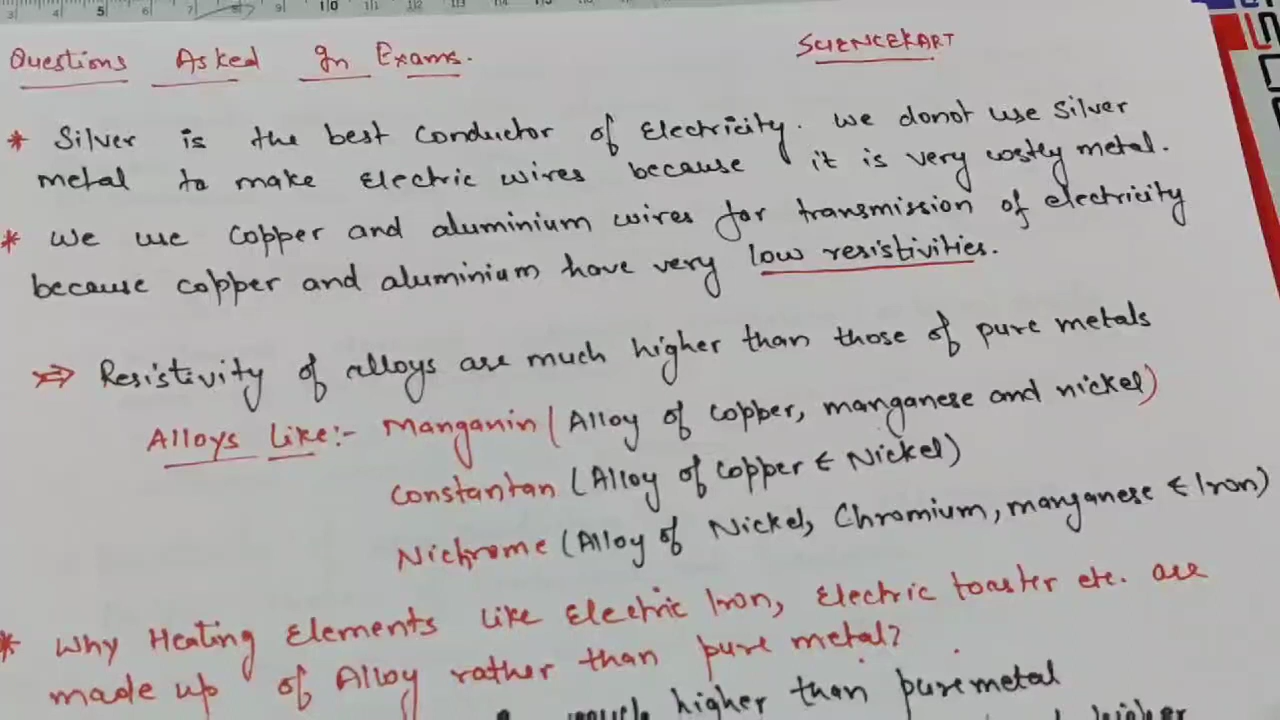 Questions Asked In Exams.
SCIENCEKART
* Silver is the best conductor of Electricity. We donot use silver
metal to make Electric wires because it is very costly metal.
* We use copper and aluminium wires for transmission of electricity
because copper and aluminium have very low resistivities.
⇒ Resistivity of alloys are much higher than those of pure metals
Alloys Like:- Manganin (Alloy of copper, manganese and nickel)
Constantan (Alloy of copper & Nickel)
Nichrome (Alloy of Nickel, Chromium, manganese & Iron)
* Why Heating Elements like Electric Iron, Electric toaster etc. are
made up of Alloy rather than pure metal?
much higher than pure metal
higher